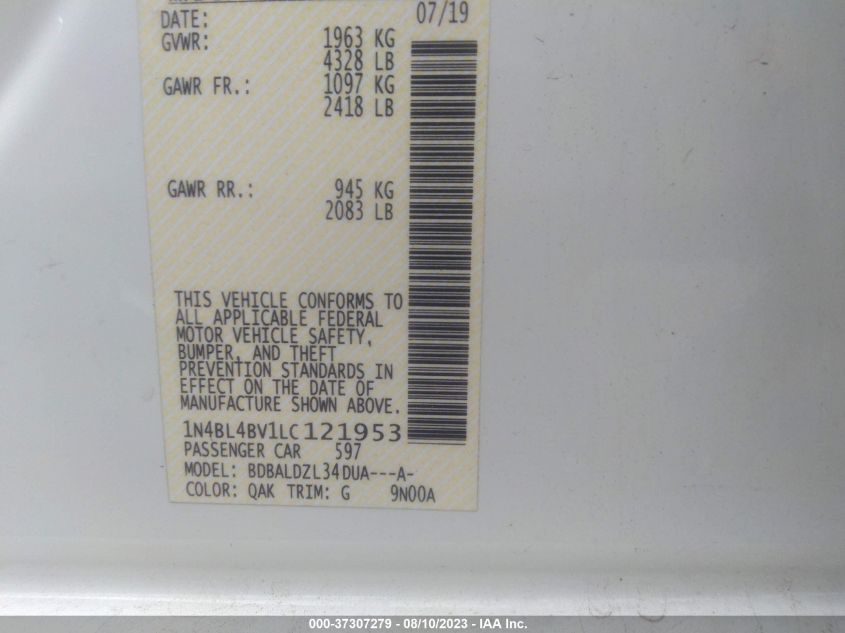 DATE: 07/19
GVWR: 1963 KG
4328 LB
GAWR FR.: 1097 KG
2418 LB
GAWR RR.: 945 KG
2083 LB
THIS VEHICLE CONFORMS TO
ALL APPLICABLE FEDERAL
MOTOR VEHICLE SAFETY,
BUMPER, AND THEFT
PREVENTION STANDARDS IN
EFFECT ON THE DATE OF
MANUFACTURE SHOWN ABOVE.
1N4BL4BV1LC121953
PASSENGER CAR 597
MODEL: BDBALDZL34DUA---A-
COLOR: QAK TRIM: G 9N00A
000-37307279 - 08/10/2023 - IAA Inc.